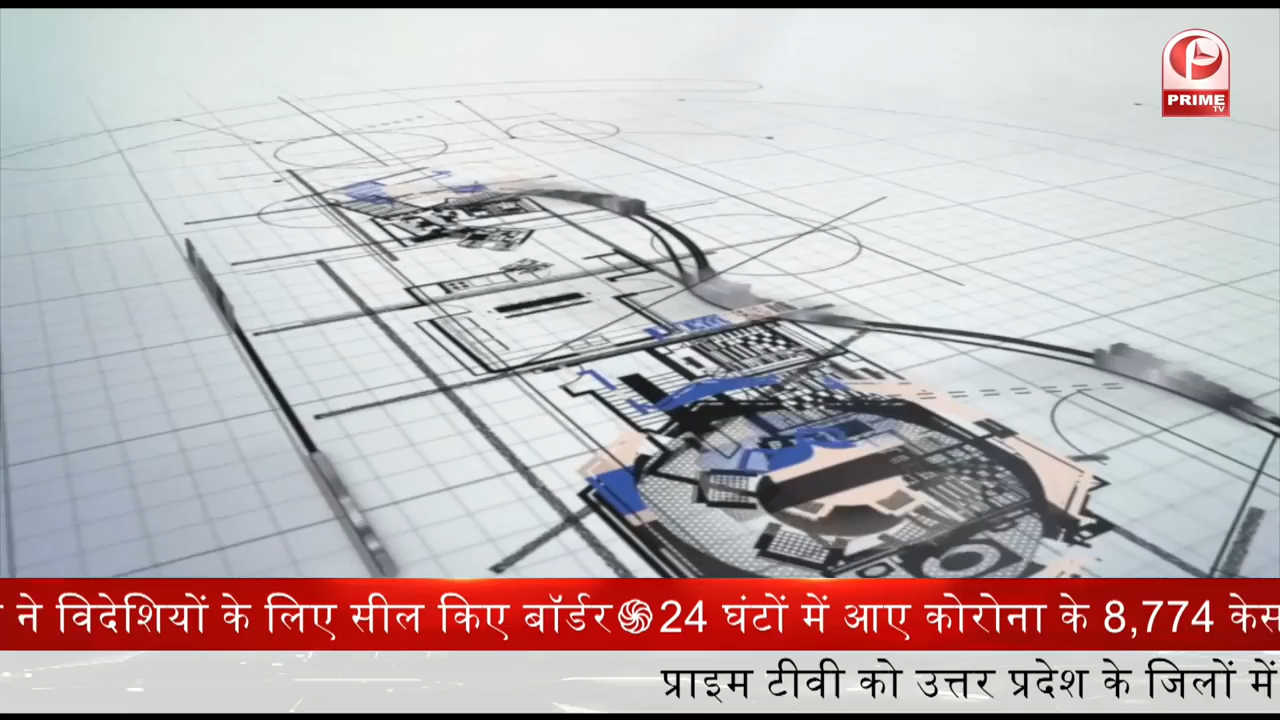 PRIME
TV
ने विदेशियों के लिए सील किए बॉर्डर 24 घंटों में आए कोरोना के 8,774 केस
प्राइम टीवी को उत्तर प्रदेश के जिलों में